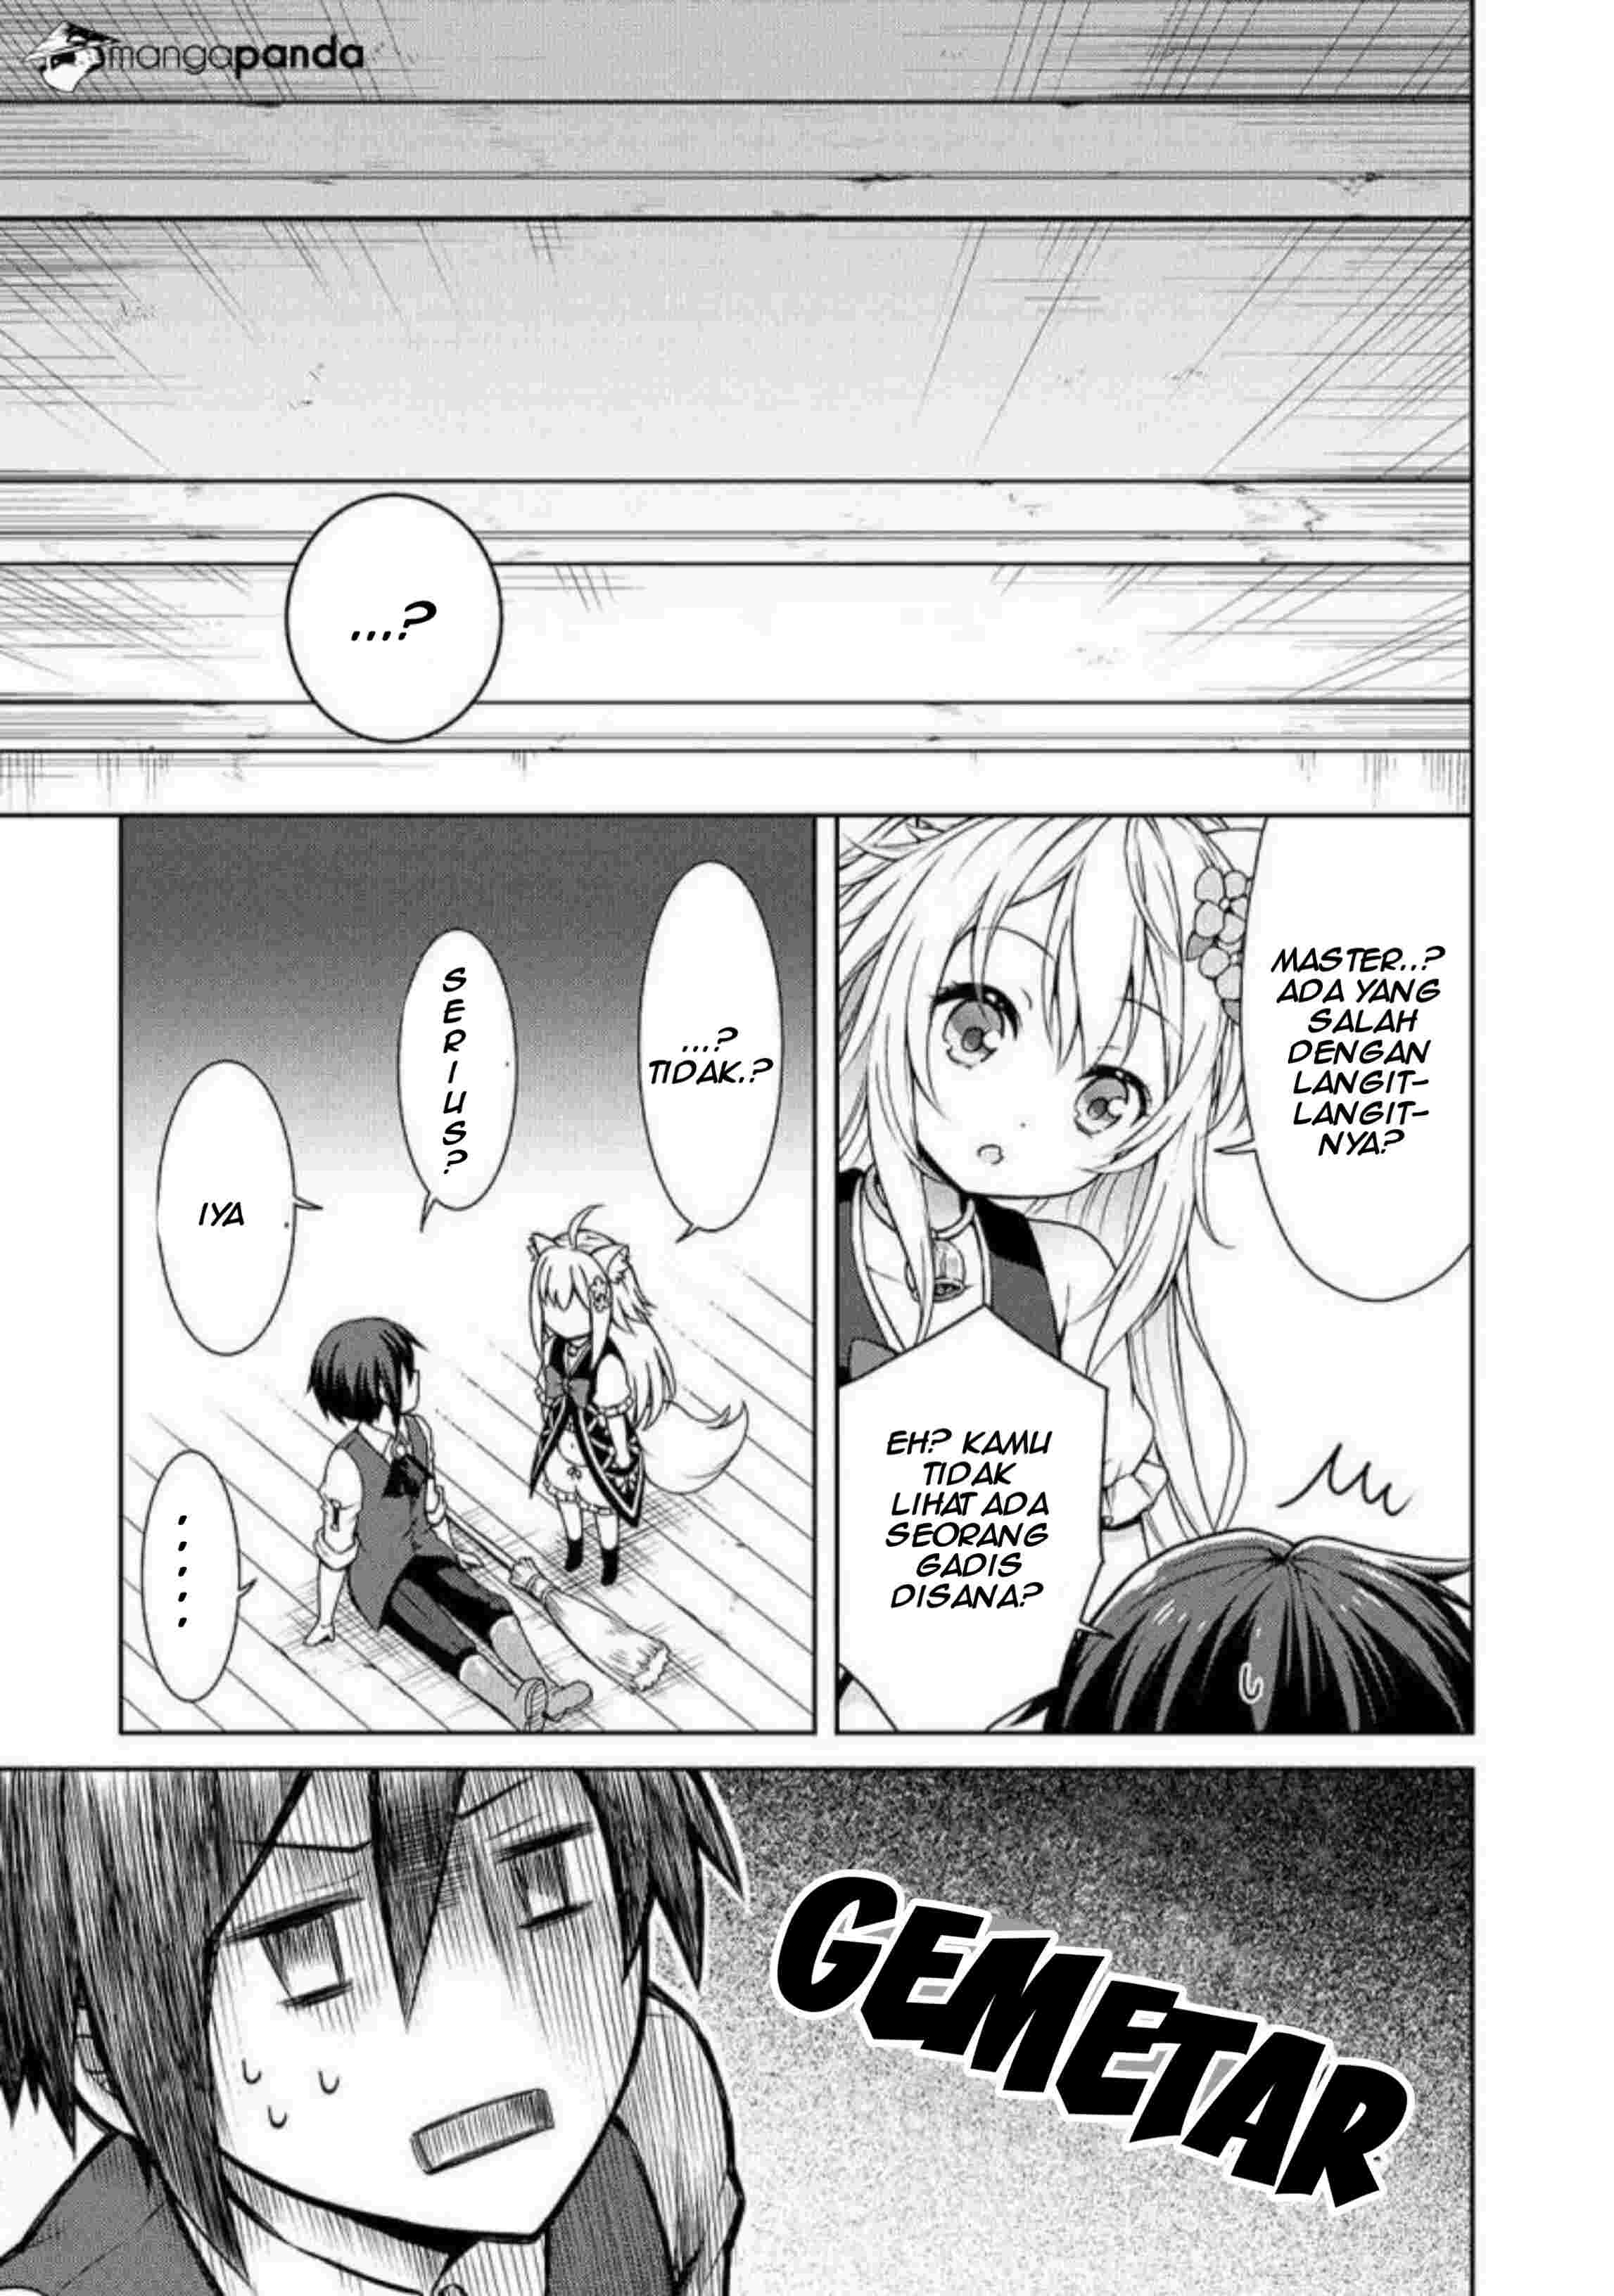 mangapanda
...?
MASTER..?
ADA YANG
SALAH
DENGAN
LANGIT-
LANGIT-
NYA?
EH? KAMU
TIDAK
LIHAT ADA
SEORANG
GADIS
DISANA?
...?
TIDAK.?
SERIUS?
IYA
.....
GEMETAR